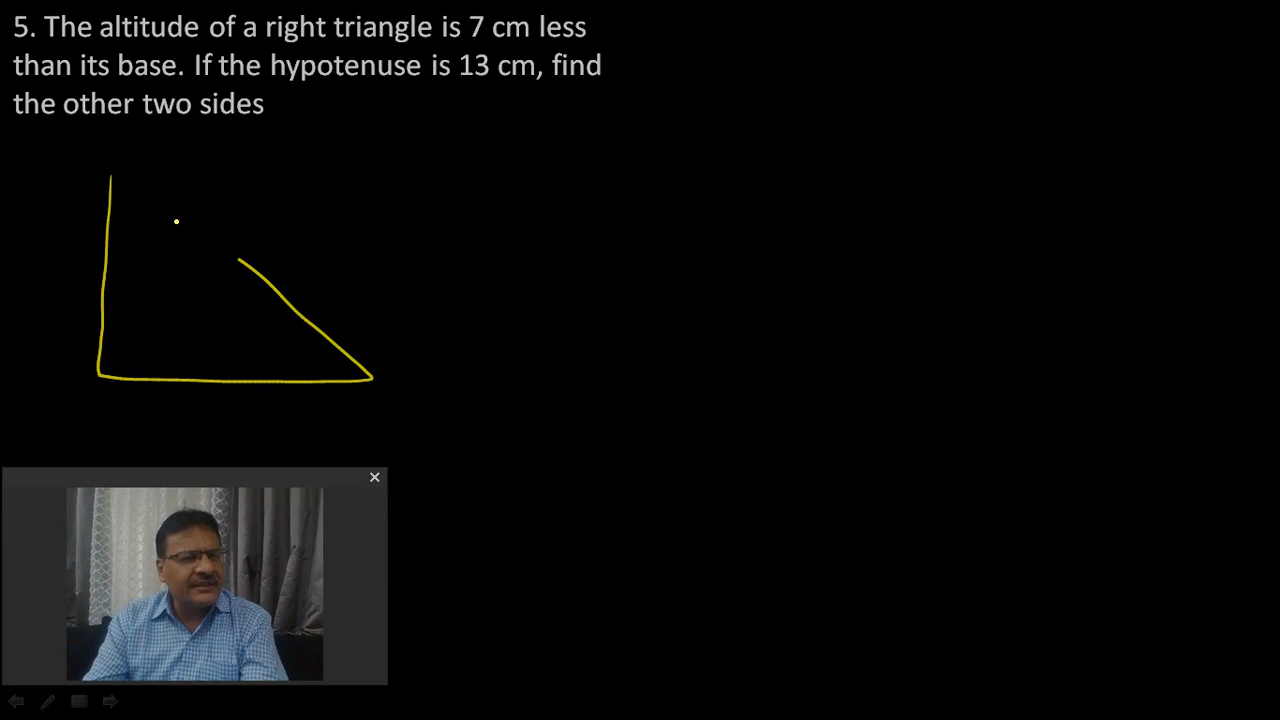 5. The altitude of a right triangle is 7 cm less
than its base. If the hypotenuse is 13 cm, find
the other two sides